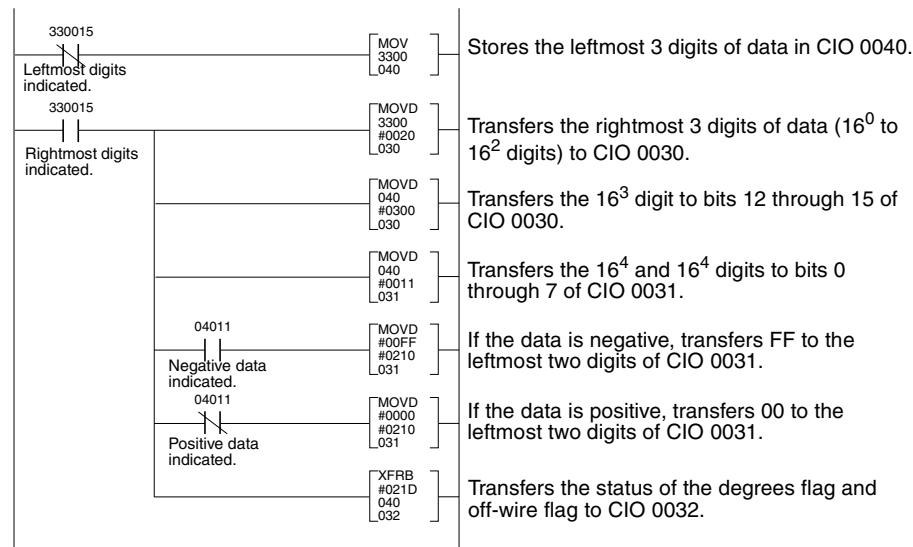 330015
Leftmost digits
indicated.
MOV
3300
040
Stores the leftmost 3 digits of data in CIO 0040.
330015
Rightmost digits
indicated.
MOVD
3300
#0020
030
Transfers the rightmost 3 digits of data (16⁰ to
16² digits) to CIO 0030.
MOVD
040
#0300
030
Transfers the 16³ digit to bits 12 through 15 of
CIO 0030.
MOVD
040
#0011
031
Transfers the 16⁴ and 16⁴ digits to bits 0
through 7 of CIO 0031.
04011
Negative data
indicated.
MOVD
#00FF
#0210
031
If the data is negative, transfers FF to the
leftmost two digits of CIO 0031.
04011
Positive data
indicated.
MOVD
#0000
#0210
031
If the data is positive, transfers 00 to the
leftmost two digits of CIO 0031.
XFRB
#021D
040
032
Transfers the status of the degrees flag and
off-wire flag to CIO 0032.